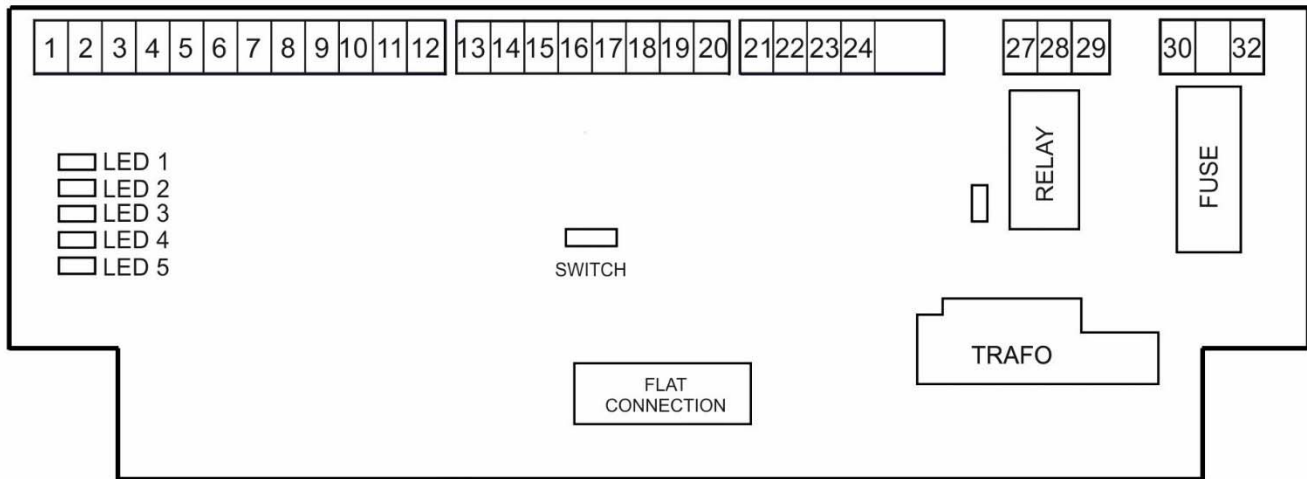 1 2 3 4 5 6 7 8 9 10 11 12 13 14 15 16 17 18 19 20 21 22 23 24 27 28 29 30 32
LED 1
LED 2
LED 3
LED 4
LED 5
SWITCH
RELAY
FUSE
TRAFO
FLAT
CONNECTION